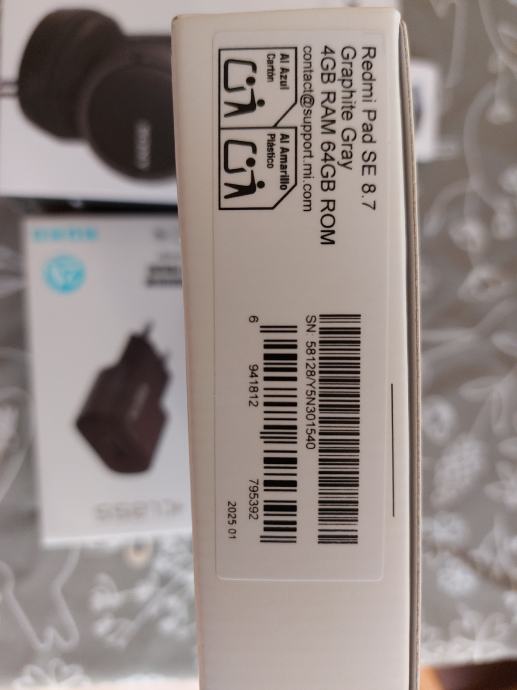 Redmi Pad SE 8.7
Graphite Gray
4GB RAM 64GB ROM
contact@support.mi.com
Al Azul
Cartón
Al Amarillo
Plástico
SN: 58128/Y5N301540
6 941812 795392
2025 01